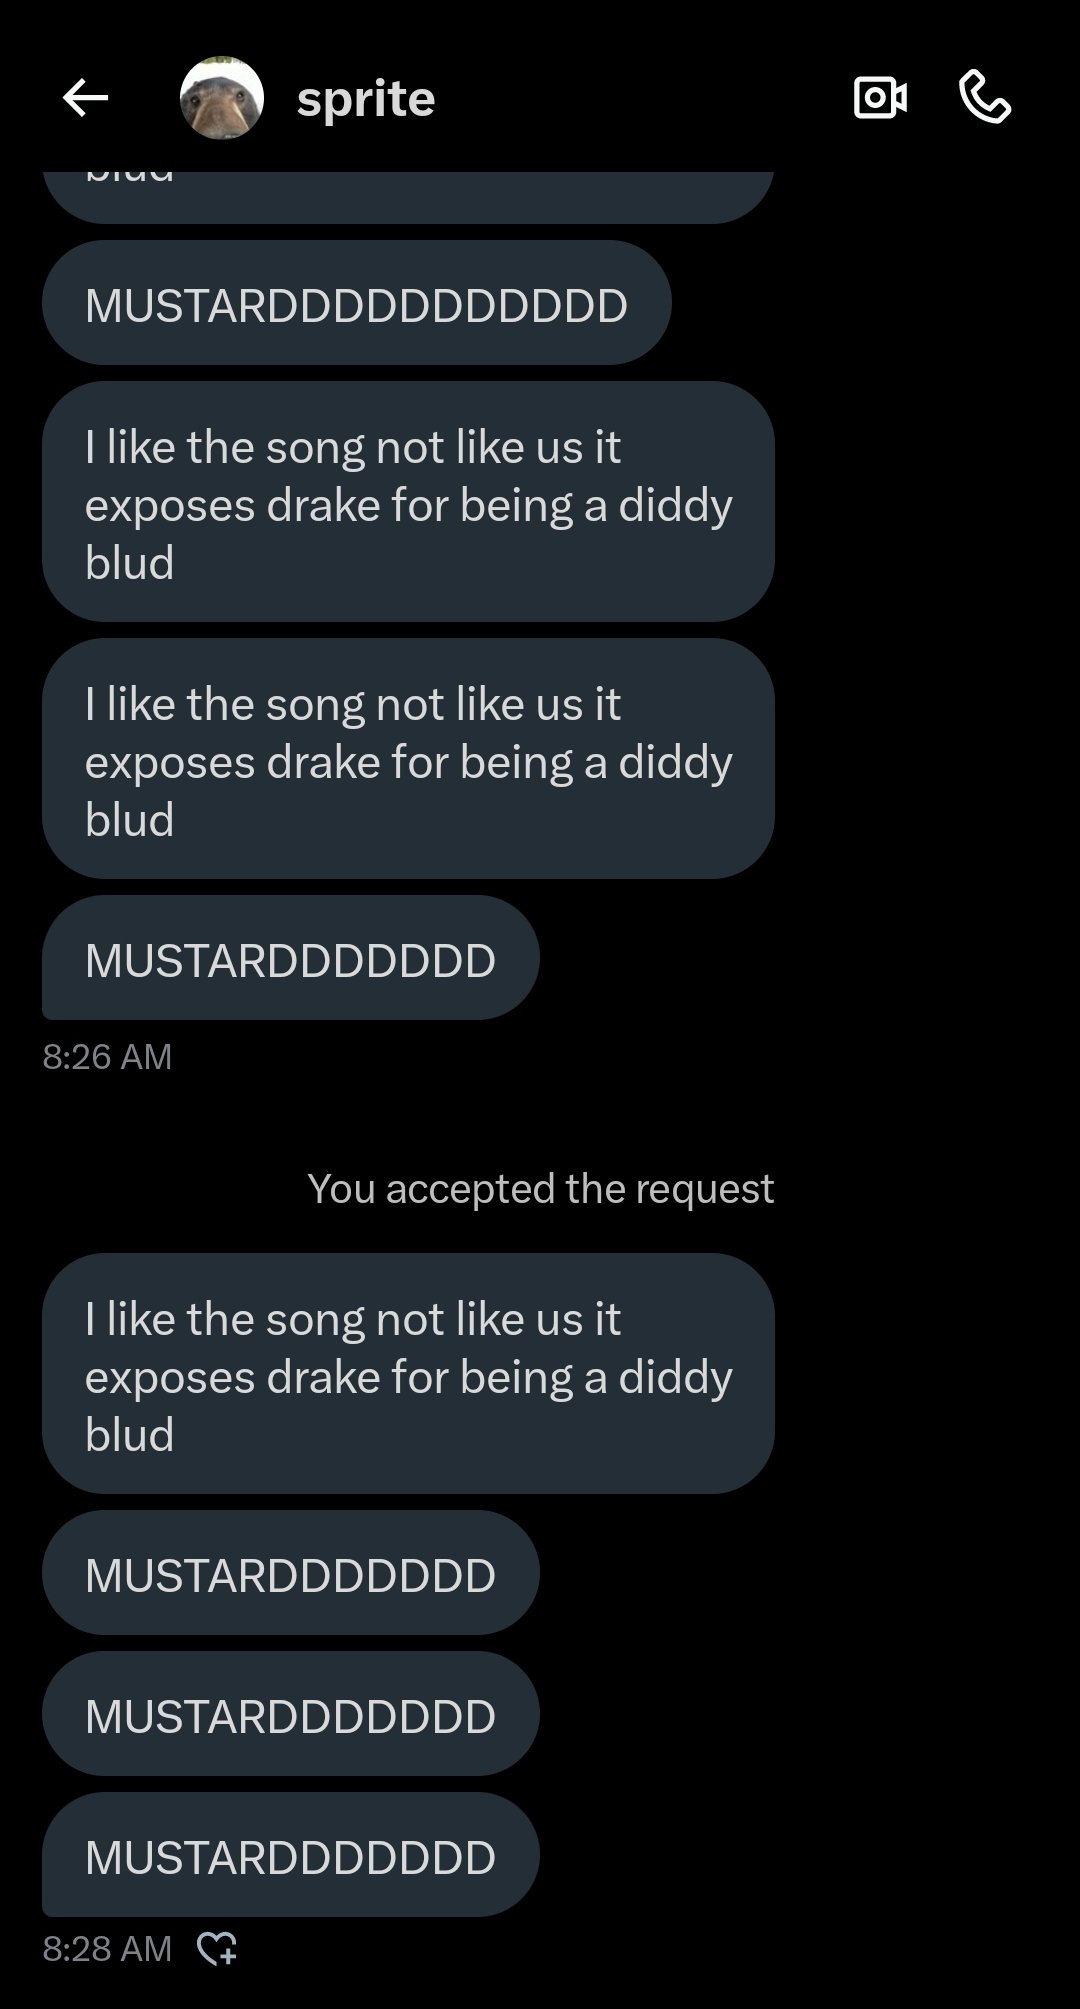 sprite
blud
MUSTARDDDDDDDDDDD
I like the song not like us it
exposes drake for being a diddy
blud
I like the song not like us it
exposes drake for being a diddy
blud
MUSTARDDDDDDD
8:26 AM
You accepted the request
I like the song not like us it
exposes drake for being a diddy
blud
MUSTARDDDDDDD
MUSTARDDDDDDD
MUSTARDDDDDDD
8:28 AM